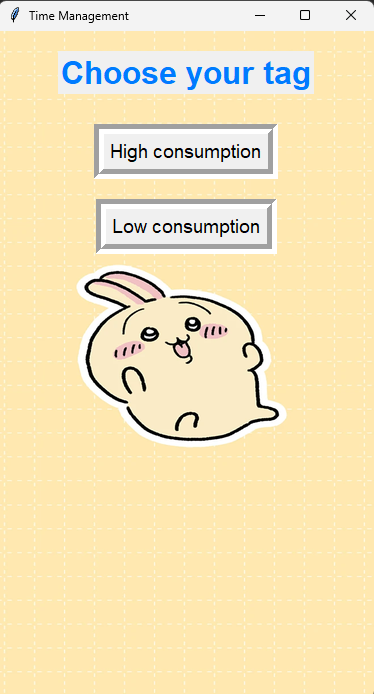 Time Management
Choose your tag
High consumption
Low consumption